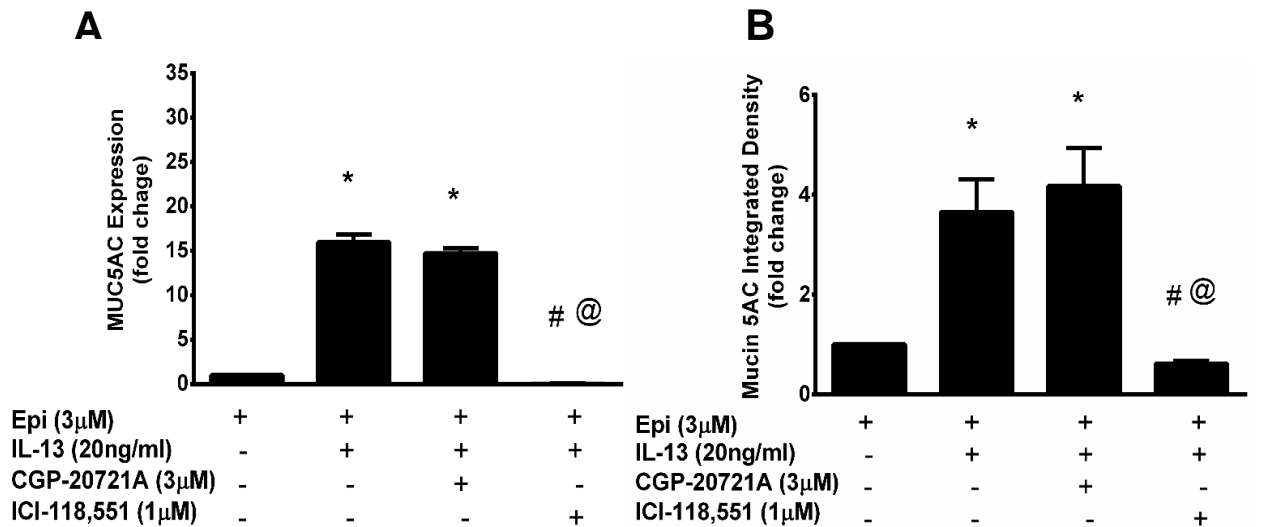 A
MUC5AC Expression
(fold chage)
35
30
25
20
15
10
5
0
*
*
# @
Epi (3μM) + + + +
IL-13 (20ng/ml) - + + +
CGP-20721A (3μM) - - + -
ICI-118,551 (1μM) - - - +
B
Mucin 5AC Integrated Density
(fold change)
6
4
2
0
*
*
# @
Epi (3μM) + + + +
IL-13 (20ng/ml) - + + +
CGP-20721A (3μM) - - + -
ICI-118,551 (1μM) - - - +